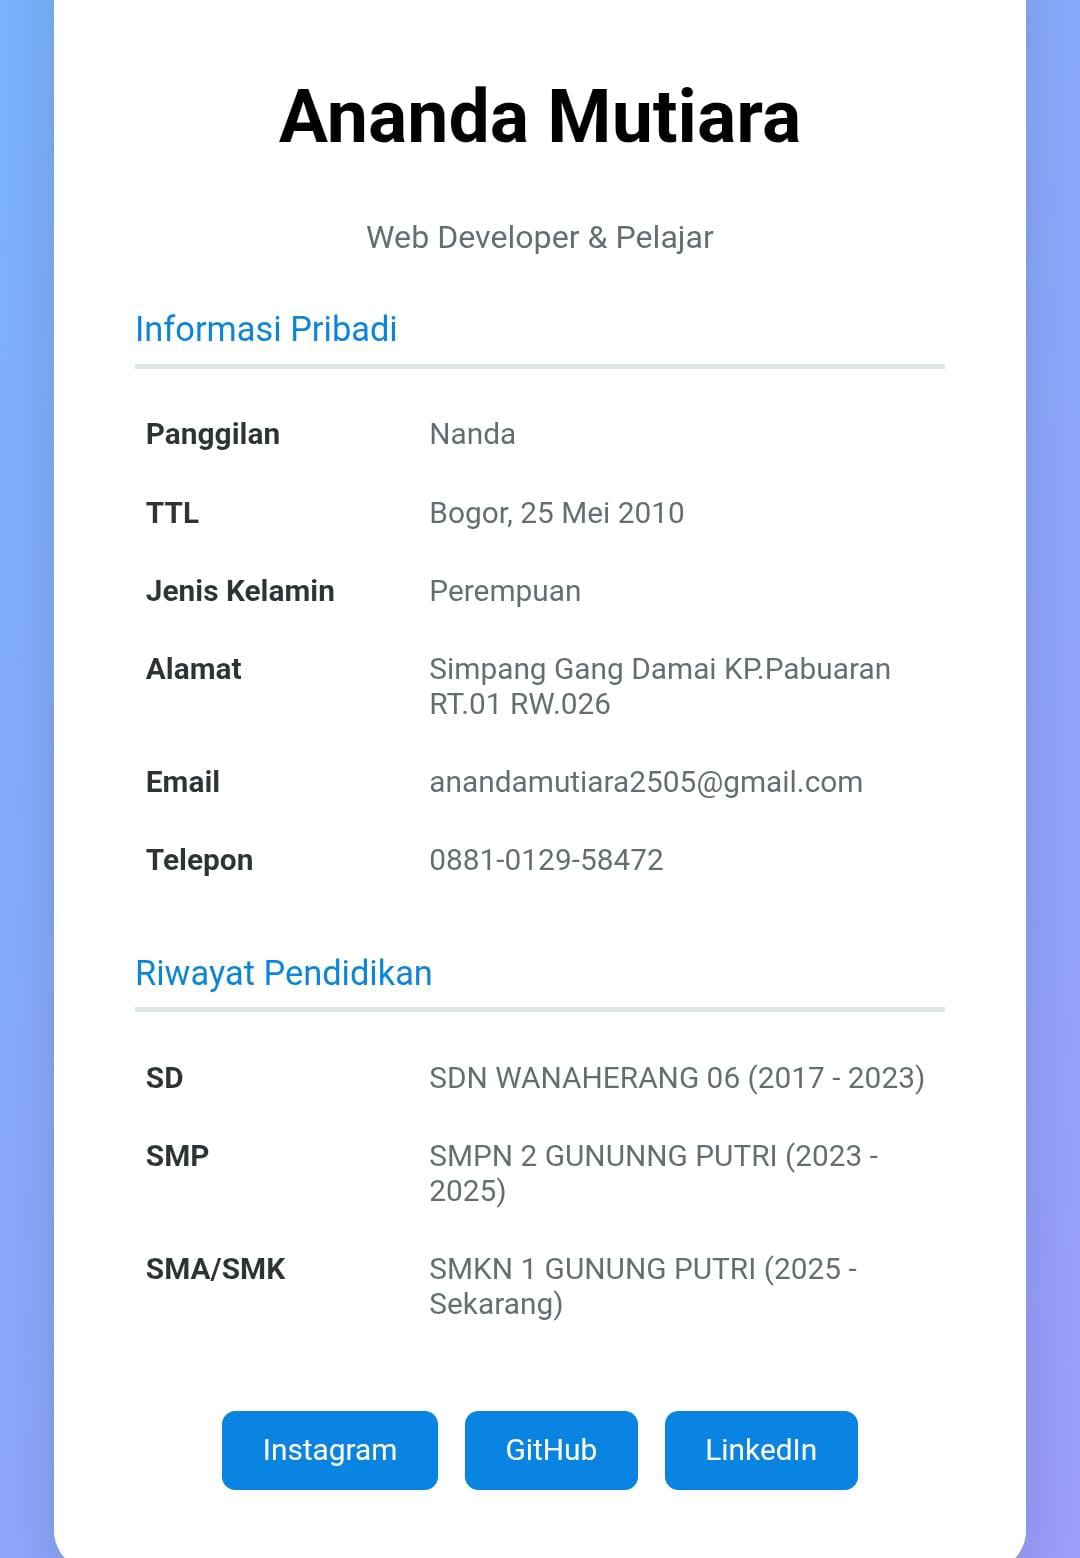 Ananda Mutiara
Web Developer & Pelajar
Informasi Pribadi
Panggilan Nanda
TTL Bogor, 25 Mei 2010
Jenis Kelamin Perempuan
Alamat Simpang Gang Damai KP.Pabuaran
RT.01 RW.026
Email anandamutiara2505@gmail.com
Telepon 0881-0129-58472
Riwayat Pendidikan
SD SDN WANAHERANG 06 (2017 - 2023)
SMP SMPN 2 GUNUNNG PUTRI (2023 -
2025)
SMA/SMK SMKN 1 GUNUNG PUTRI (2025 -
Sekarang)
Instagram GitHub LinkedIn